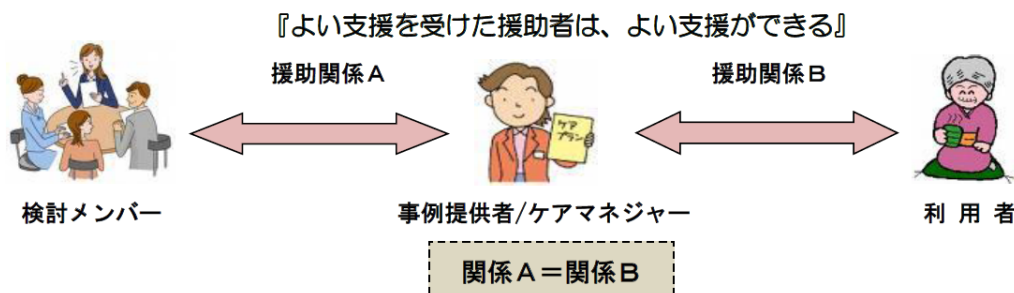 『よい支援を受けた援助者は、よい支援ができる』
援助関係A
援助関係B
ケア
プラン
検討メンバー
事例提供者/ケアマネジャー
利用者
関係A＝関係B